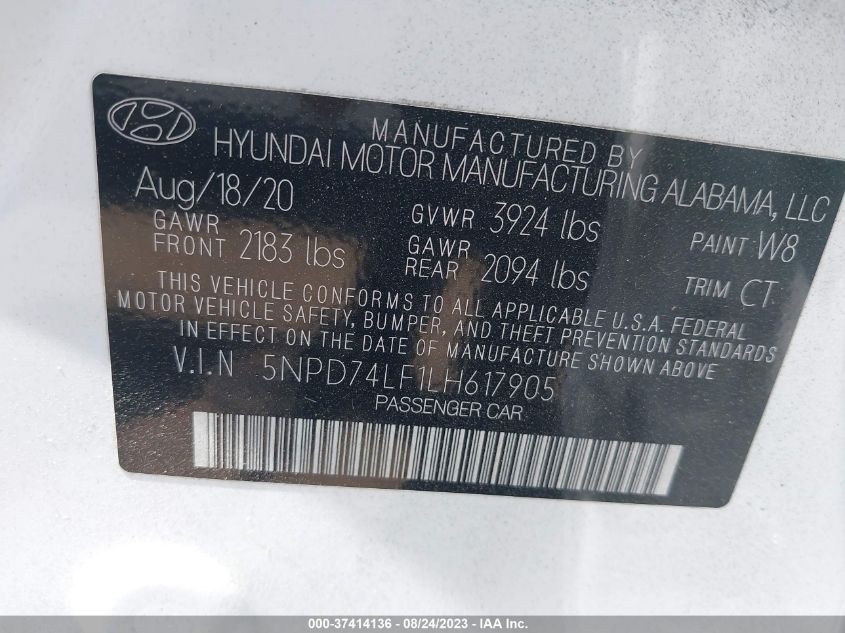 MANUFACTURED BY
HYUNDAI MOTOR MANUFACTURING ALABAMA, LLC
Aug/18/20 GVWR 3924 lbs PAINT W8
GAWR FRONT 2183 lbs GAWR REAR 2094 lbs TRIM CT
THIS VEHICLE CONFORMS TO ALL APPLICABLE U.S.A. FEDERAL
MOTOR VEHICLE SAFETY, BUMPER, AND THEFT PREVENTION STANDARDS
IN EFFECT ON THE DATE OF MANUFACTURE SHOWN ABOVE
V.I.N 5NPD74LF1LH617905
PASSENGER CAR
000-37414136 - 08/24/2023 - IAA Inc.